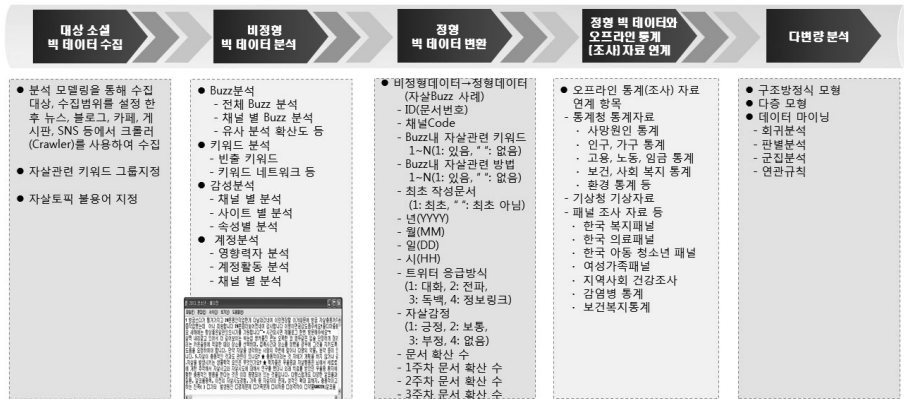 대상 소셜
빅 데이터 수집
비정형
빅 데이터 분석
정형
빅 데이터 변환
정형 빅 데이터와
오프라인 통계
[조사] 자료 연계
다변량 분석
● 분석 모델링을 통해 수집
대상, 수집범위를 설정 한
후 뉴스, 블로그, 카페, 게
시판, SNS 등에서 크롤러
(Crawler)를 사용하여 수집
● 자살관련 키워드 그룹지정
● 자살토픽 불용어 지정
● Buzz분석
- 전체 Buzz 분석
- 채널 별 Buzz 분석
- 유사 분석 확산도 등
● 키워드 분석
- 빈출 키워드
- 키워드 네트워크 등
● 감성분석
- 채널 별 분석
- 사이트 별 분석
- 속성별 분석
● 계정분석
- 영향력자 분석
- 계정활동 분석
- 채널 별 분석
● 비정형데이터→정형데이터
(자살Buzz 사례)
- ID(문서번호)
- 채널Code
- Buzz내 자살관련 키워드
1~N(1: 있음, " ": 없음)
- Buzz내 자살관련 방법
1~N(1: 있음, " ": 없음)
- 최초 작성문서
(1: 최초, " ": 최초 아님)
- 년(YYYY)
- 월(MM)
- 일(DD)
- 시(HH)
- 트위터 응급방식
(1: 대화, 2: 전파,
3: 독백, 4: 정보링크)
- 자살감정
(1: 긍정, 2: 보통,
3: 부정, 4: 없음)
- 문서 확산 수
- 1주차 문서 확산 수
- 2주차 문서 확산 수
- 3주차 문서 확산 수
● 오프라인 통계(조사) 자료
연계 항목
- 통계청 통계자료
· 사망원인 통계
· 인구, 가구 통계
· 고용, 노동, 임금 통계
· 보건, 사회 복지 통계
· 환경 통계 등
- 기상청 기상자료
- 패널 조사 자료 등
· 한국 복지패널
· 한국 의료패널
· 한국 아동 청소년 패널
· 여성가족패널
· 지역사회 건강조사
· 감염병 통계
· 보건복지통계
● 구조방정식 모형
● 다층 모형
● 데이터 마이닝
- 회귀분석
- 판별분석
- 군집분석
- 연관규칙